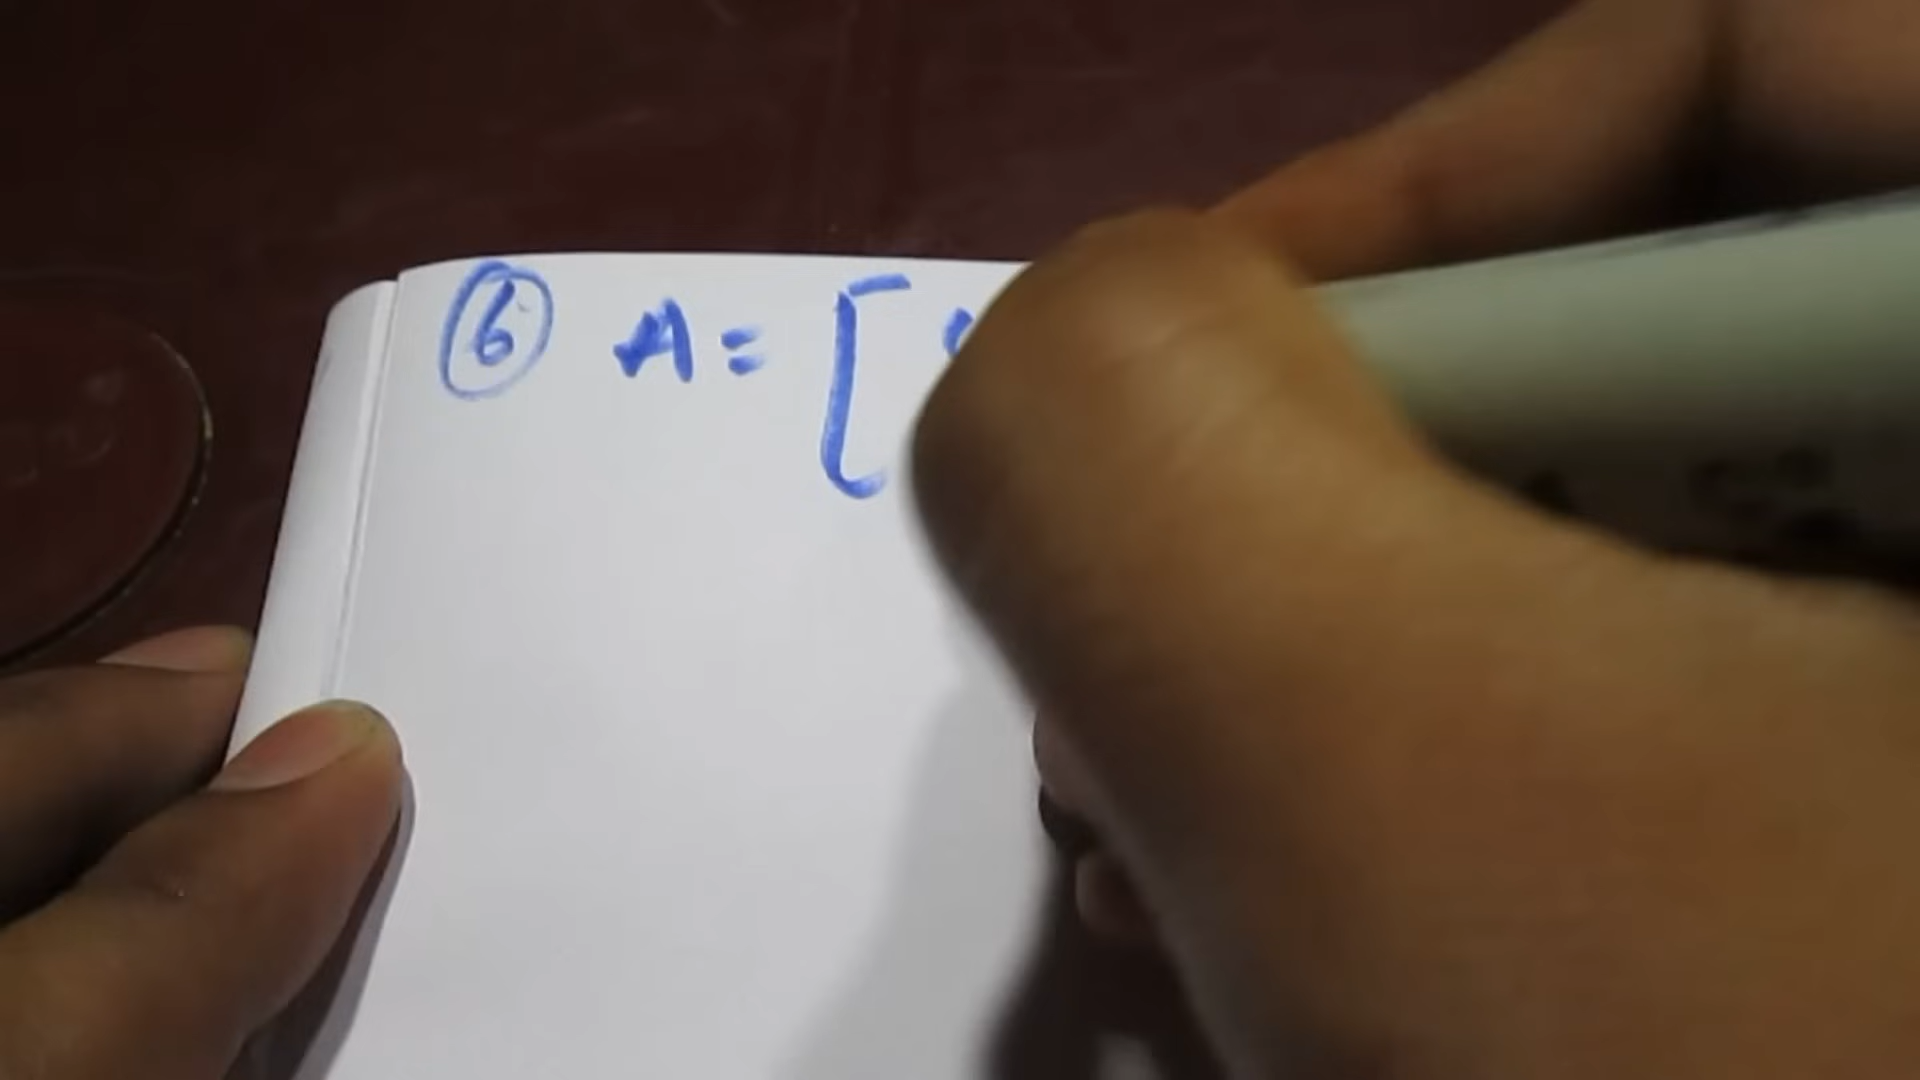 ⑥ A = [